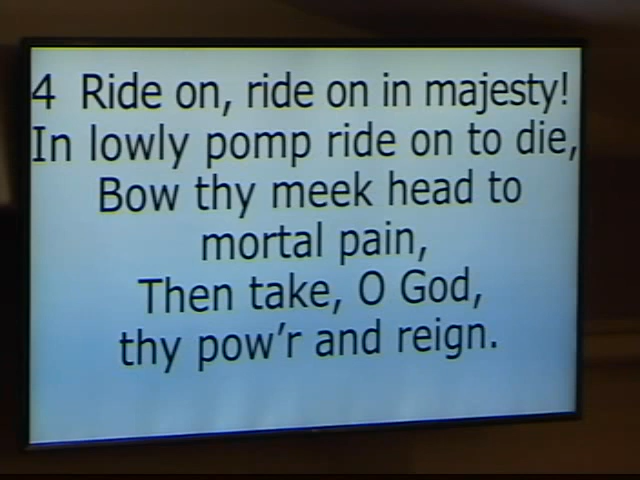 4 Ride on, ride on in majesty!
In lowly pomp ride on to die,
Bow thy meek head to
mortal pain,
Then take, O God,
thy pow'r and reign.